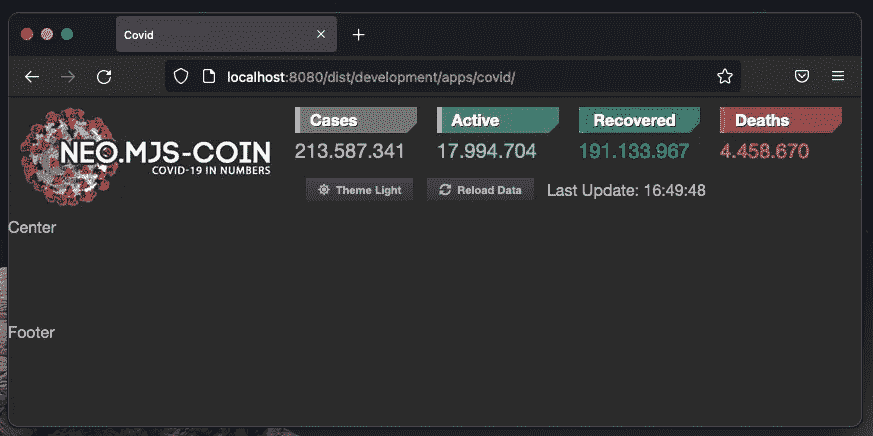 Covid
localhost:8080/dist/development/apps/covid/
NEO.MJS-COIN
COVID-19 IN NUMBERS
Cases Active Recovered Deaths
213.587.341 17.994.704 191.133.967 4.458.670
Theme Light Reload Data Last Update: 16:49:48
Center
Footer